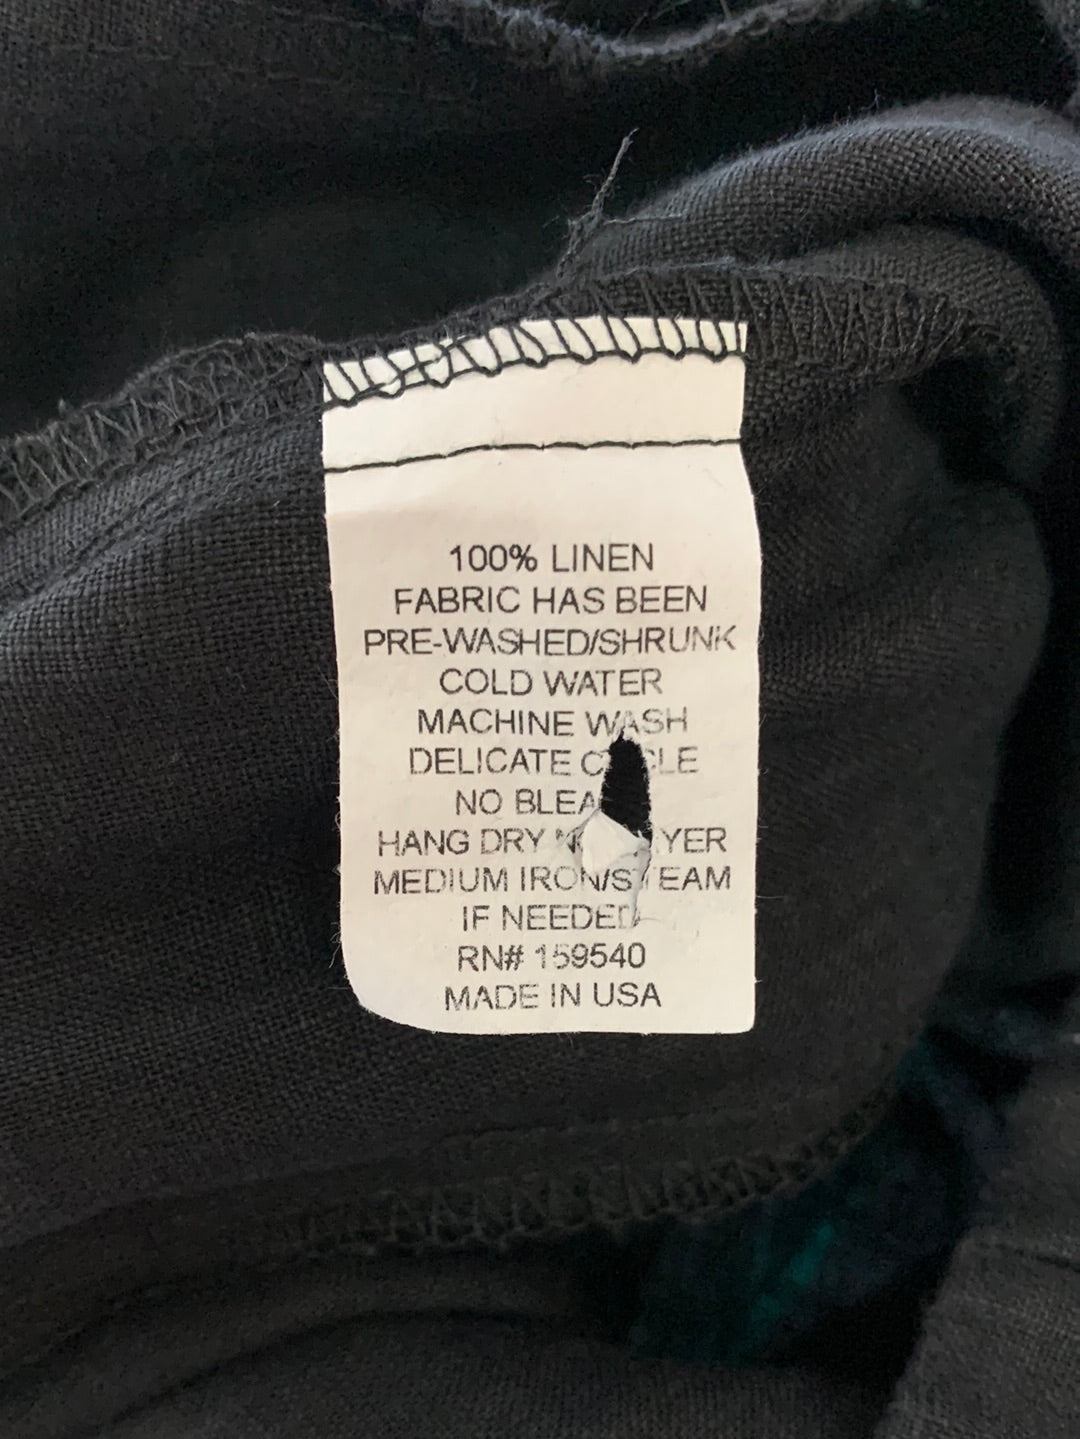 100% LINEN
FABRIC HAS BEEN
PRE-WASHED/SHRUNK
COLD WATER
MACHINE WASH
DELICATE
NO
HANG DRY
MEDIUM IRON/STEAM
IF NEEDED
RN# 159540
MADE IN USA